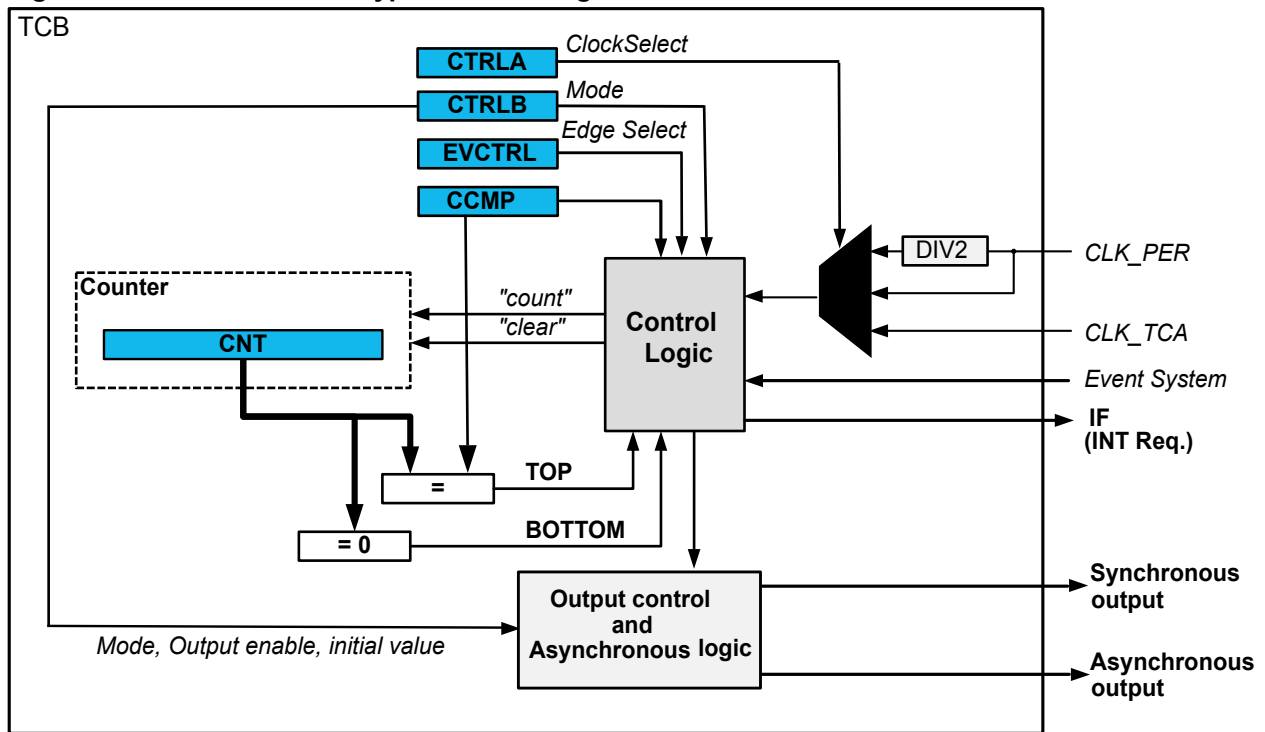 TCB
ClockSelect
CTRLA
Mode
CTRLB
Edge Select
EVCTRL
CCMP
DIV2
CLK_PER
Counter
"count"
"clear"
Control
Logic
CNT
CLK_TCA
Event System
IF
(INT Req.)
TOP
=
BOTTOM
= 0
Output control
and
Asynchronous logic
Synchronous
output
Mode, Output enable, initial value
Asynchronous
output